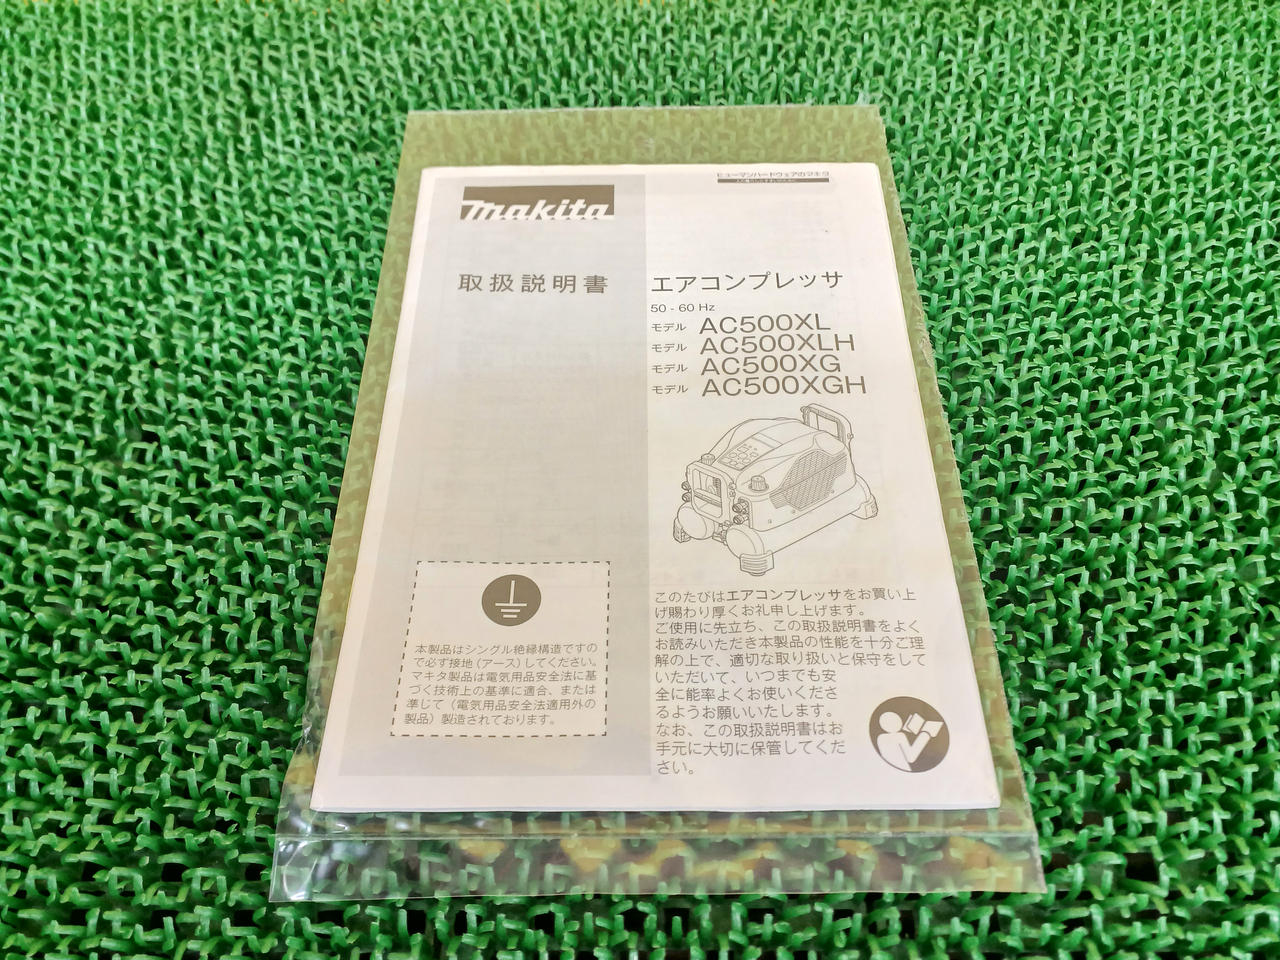 makita
ヒューマンハードウェアのマキタ
取扱説明書
エアコンプレッサ
50 - 60 Hz
モデル AC500XL
モデル AC500XLH
モデル AC500XG
モデル AC500XGH
本製品はシングル絶縁構造ですの
で必ず接地(アース)してください。
マキタ製品は電気用品安全法に基
づく技術上の基準に適合、または
準じて(電気用品安全法適用外の
製品)製造されております。
このたびはエアコンプレッサをお買い上
げ賜わり厚くお礼申し上げます。
ご使用に先立ち、この取扱説明書をよく
お読みいただき本製品の性能を十分ご理
解の上で、適切な取り扱いと保守をして
いただいて、いつまでも安
全に能率よくお使いくださ
るようお願いいたします。
なお、この取扱説明書はお
手元に大切に保管してくだ
さい。